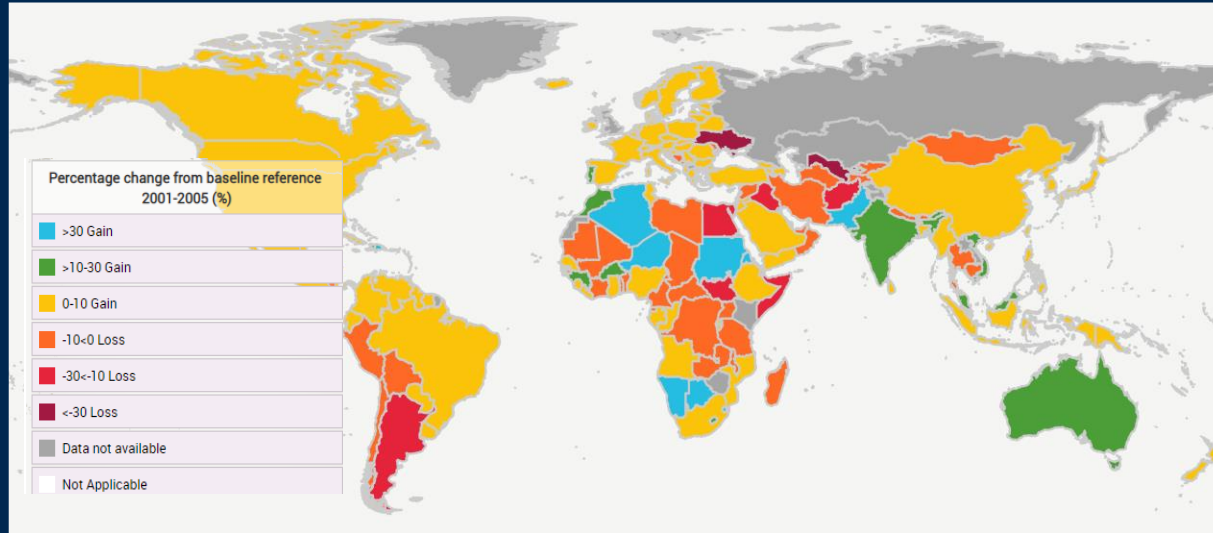 Percentage change from baseline reference
2001-2005 (%)
>30 Gain
>10-30 Gain
0-10 Gain
-10<0 Loss
-30<-10 Loss
<-30 Loss
Data not available
Not Applicable